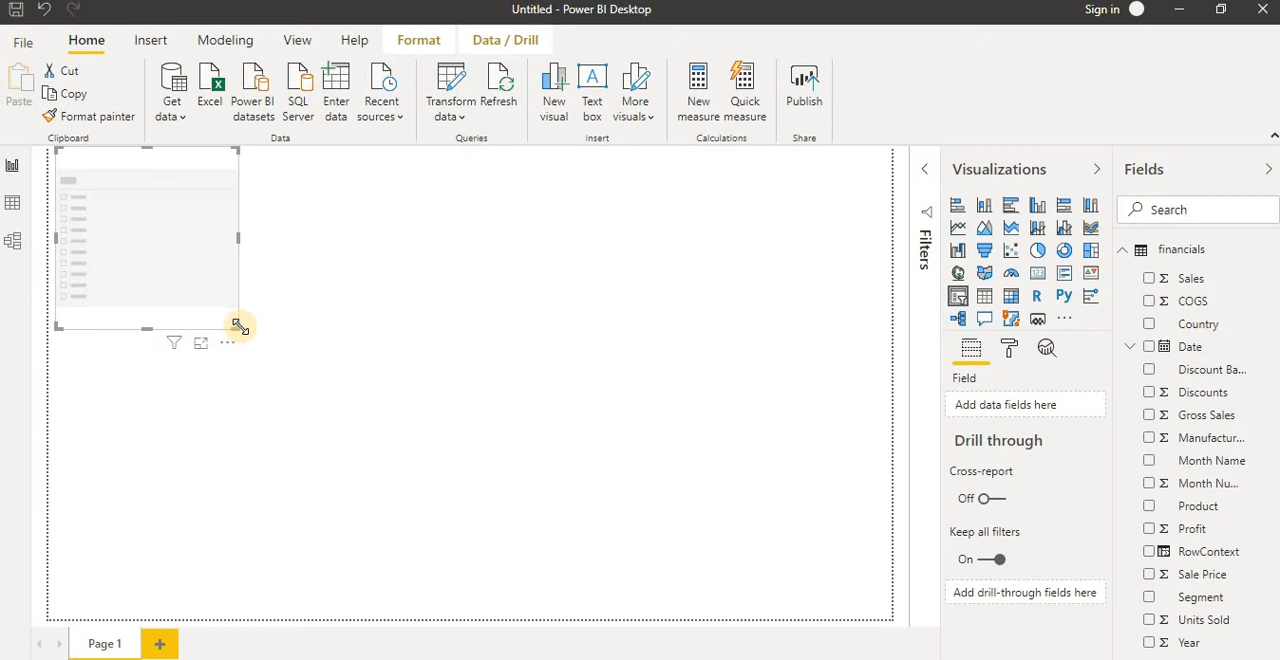 Untitled - Power BI Desktop
Sign in
File
Home
Insert
Modeling
View
Help
Format
Data / Drill
Paste
Cut
Copy
Format painter
Clipboard
Get data
Excel
Power BI datasets
SQL Server
Enter data
Recent sources
Data
Transform data
Refresh
Queries
New visual
A
Text box
More visuals
Insert
New measure
Quick measure
Calculations
Publish
Share
Filters
Visualizations
123
R
Py
Field
Add data fields here
Drill through
Cross-report
Off
Keep all filters
On
Add drill-through fields here
Fields
Search
financials
Σ Sales
Σ COGS
Country
Date
Discount Ba...
Σ Discounts
Σ Gross Sales
Σ Manufactur...
Month Name
Σ Month Nu...
Product
Σ Profit
RowContext
Σ Sale Price
Segment
Σ Units Sold
Σ Year
Page 1